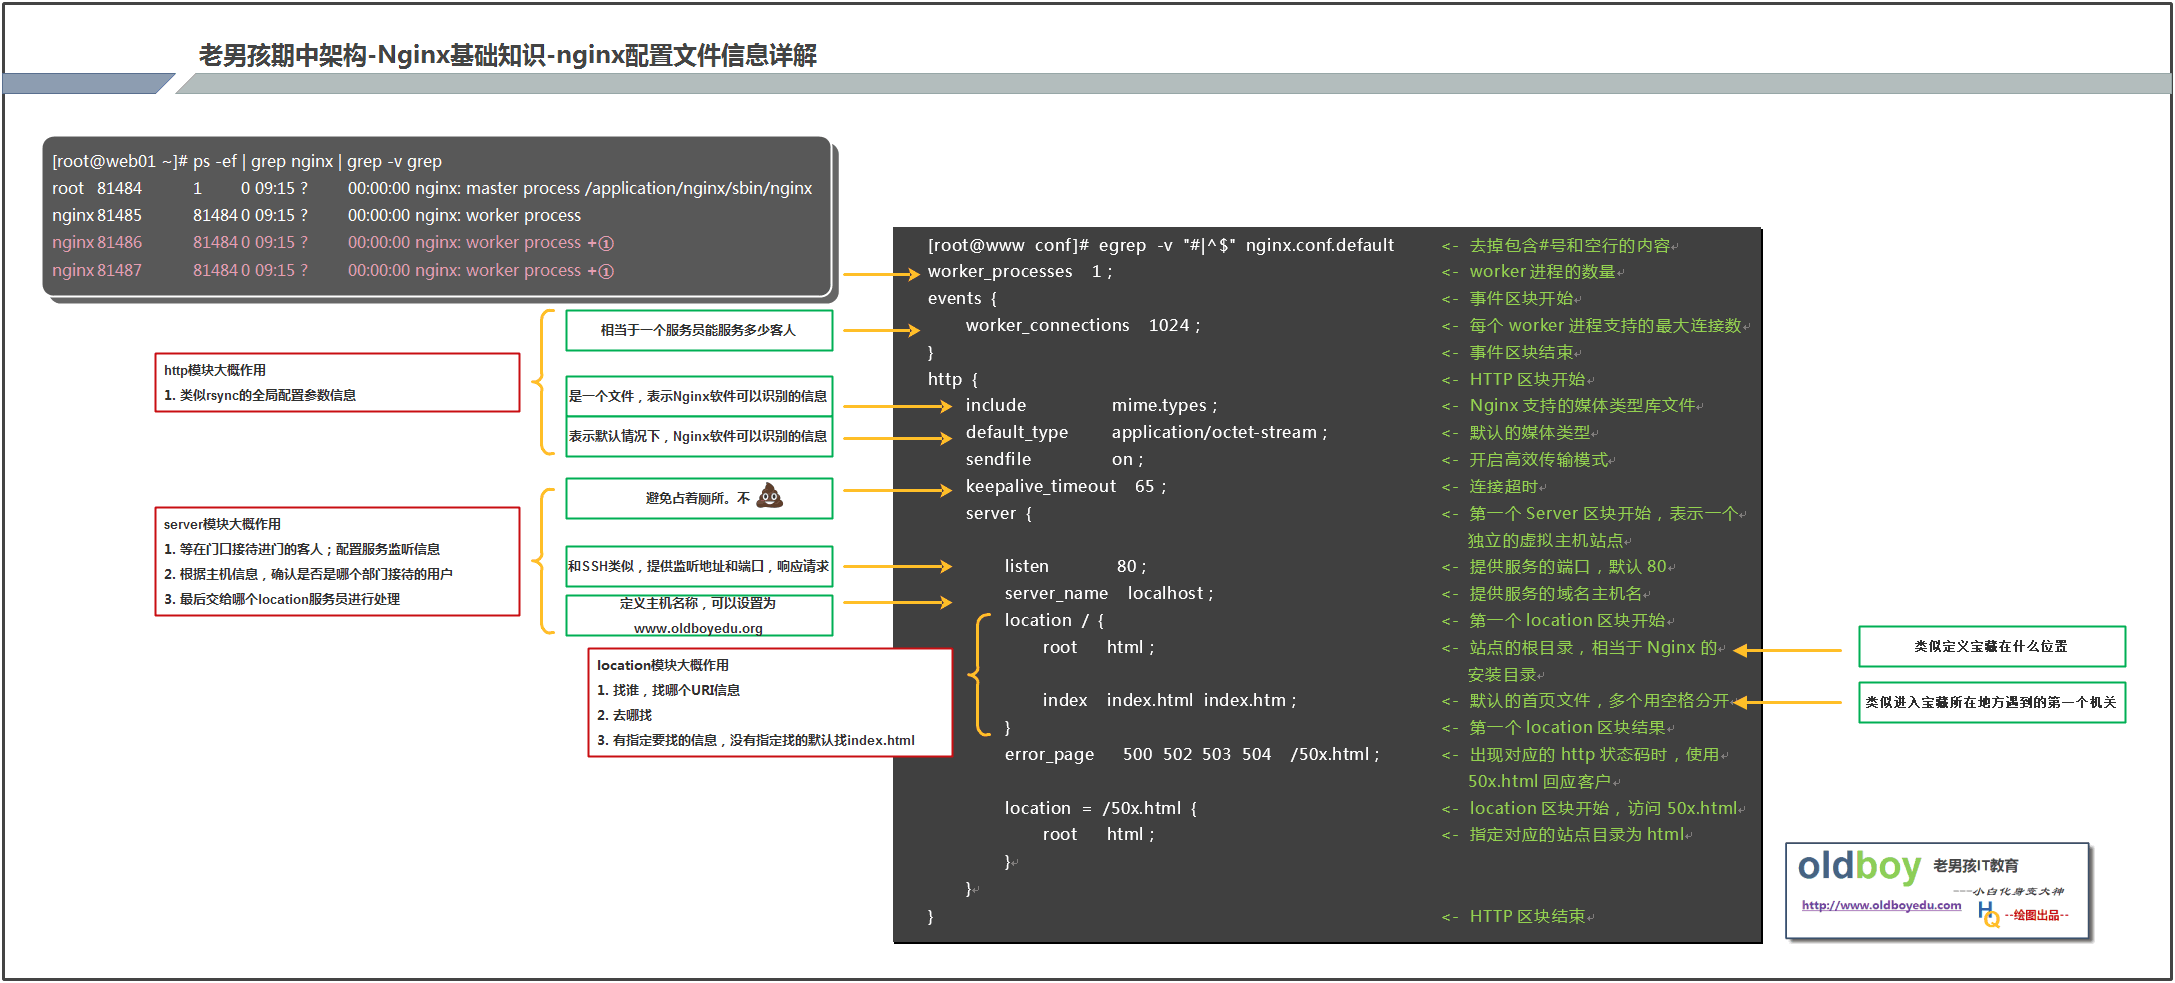 老男孩期中架构-Nginx基础知识-nginx配置文件信息详解
[root@web01 ~]# ps -ef | grep nginx | grep -v grep
root 81484 1 0 09:15 ? 00:00:00 nginx: master process /application/nginx/sbin/nginx
nginx 81485 81484 0 09:15 ? 00:00:00 nginx: worker process
nginx 81486 81484 0 09:15 ? 00:00:00 nginx: worker process +①
nginx 81487 81484 0 09:15 ? 00:00:00 nginx: worker process +①
相当于一个服务员能服务多少客人
http模块大概作用
1. 类似rsync的全局配置参数信息
是一个文件，表示Nginx软件可以识别的信息
表示默认情况下，Nginx软件可以识别的信息
避免占着厕所。不 💩
server模块大概作用
1. 等在门口接待进门的客人；配置服务监听信息
2. 根据主机信息，确认是否是哪个部门接待的用户
3. 最后交给哪个location服务员进行处理
和SSH类似，提供监听地址和端口，响应请求
定义主机名称，可以设置为
www.oldboyedu.org
location模块大概作用
1. 找谁，找哪个URI信息
2. 去哪找
3. 有指定要找的信息，没有指定找的默认找index.html
[root@www conf]# egrep -v "#|^$" nginx.conf.default <- 去掉包含#号和空行的内容↵
worker_processes 1 ; <- worker 进程的数量↵
events { <- 事件区块开始↵
worker_connections 1024 ; <- 每个 worker 进程支持的最大连接数↵
} <- 事件区块结束↵
http { <- HTTP 区块开始↵
include mime.types ; <- Nginx 支持的媒体类型库文件↵
default_type application/octet-stream ; <- 默认的媒体类型↵
sendfile on ; <- 开启高效传输模式↵
keepalive_timeout 65 ; <- 连接超时↵
server { <- 第一个 Server 区块开始，表示一个↵
独立的虚拟主机站点↵
listen 80 ; <- 提供服务的端口，默认 80↵
server_name localhost ; <- 提供服务的域名主机名↵
location / { <- 第一个 location 区块开始↵
root html ; <- 站点的根目录，相当于 Nginx 的↵
安装目录↵
index index.html index.htm ; <- 默认的首页文件，多个用空格分开↵
} <- 第一个 location 区块结果↵
error_page 500 502 503 504 /50x.html ; <- 出现对应的 http 状态码时，使用↵
50x.html 回应客户↵
location = /50x.html { <- location 区块开始，访问 50x.html↵
root html ; <- 指定对应的站点目录为 html↵
}↵
}↵
} <- HTTP 区块结束↵
类似定义宝藏在什么位置
类似进入宝藏所在地方遇到的第一个机关
oldboy 老男孩IT教育
---小白化身变大神
http://www.oldboyedu.com HQ --绘图出品--